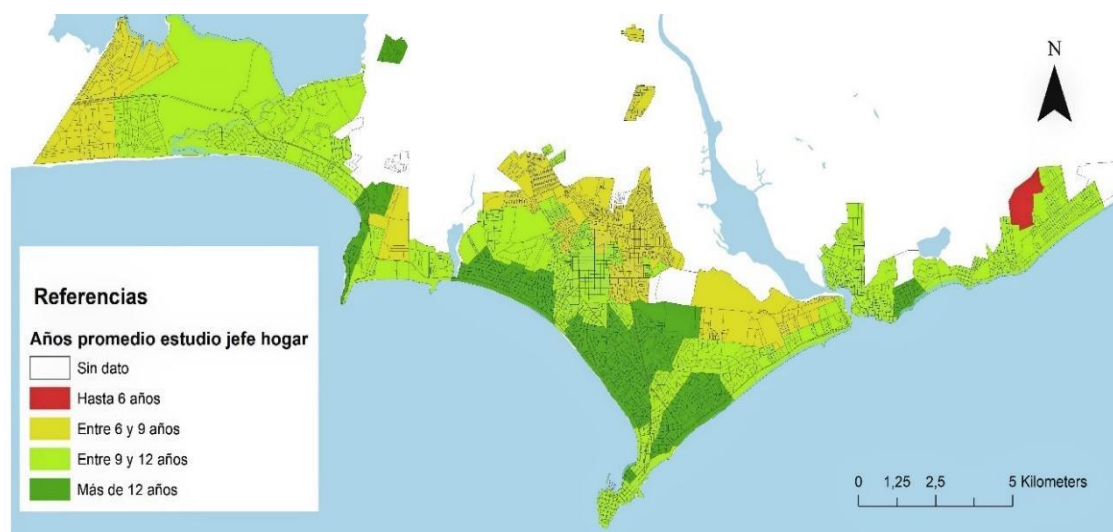 N
Referencias
Años promedio estudio jefe hogar
Sin dato
Hasta 6 años
Entre 6 y 9 años
Entre 9 y 12 años
Más de 12 años
0 1,25 2,5 5 Kilometers